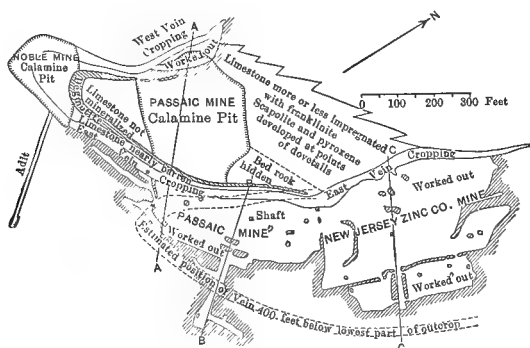 N
A
West Vein
Cropping
Worked out
NOBLE MINE
Calamine
Pit
Adit
Limestone not
mineralized
Limestone nearly barren
PASSAIC MINE
Calamine Pit
Limestone more or less impregnated
with franklinite
Scapolite and pyroxene
developed at points
of dovetails
0 100 200 300
Feet
C
Bed rock
hidden
East Vein Cropping
East Vein Cropping
Worked out
PASSAIC
MINE
Shaft
NEW JERSEY ZINC CO. MINE
Worked out
Worked out
A
B
Estimated position of Vein 400 feet below lowest part of outcrop
C